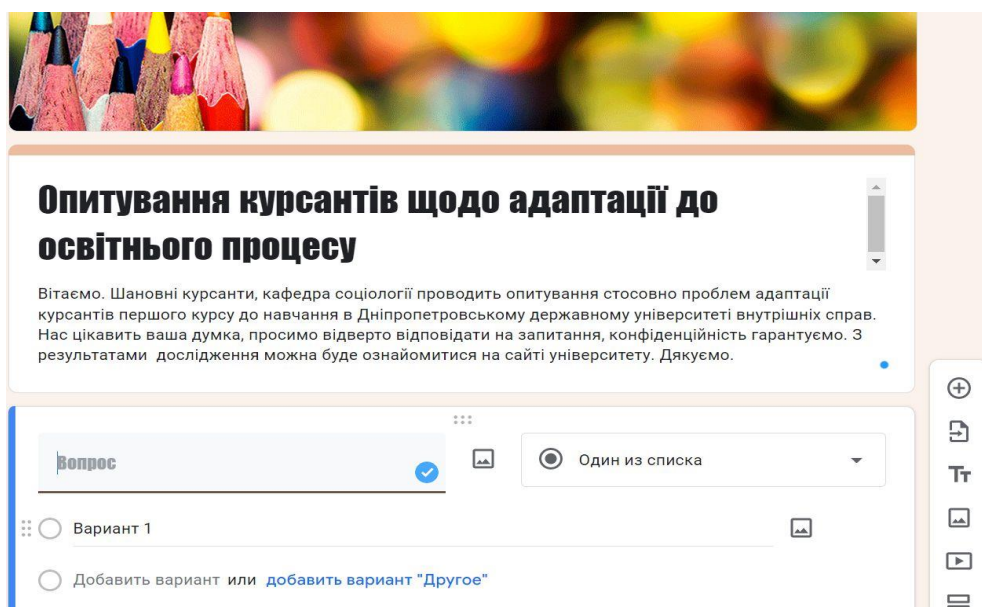 Опитування курсантів щодо адаптації до
освітнього процесу
Вітаємо. Шановні курсанти, кафедра соціології проводить опитування стосовно проблем адаптації
курсантів першого курсу до навчання в Дніпропетровському державному університеті внутрішніх справ.
Нас цікавить ваша думка, просимо відверто відповідати на запитання, конфіденційність гарантуємо. З
результатами дослідження можна буде ознайомитися на сайті університету. Дякуємо.
Вопрос
Один из списка
Тт
Вариант 1
Добавить вариант или добавить вариант "Другое"